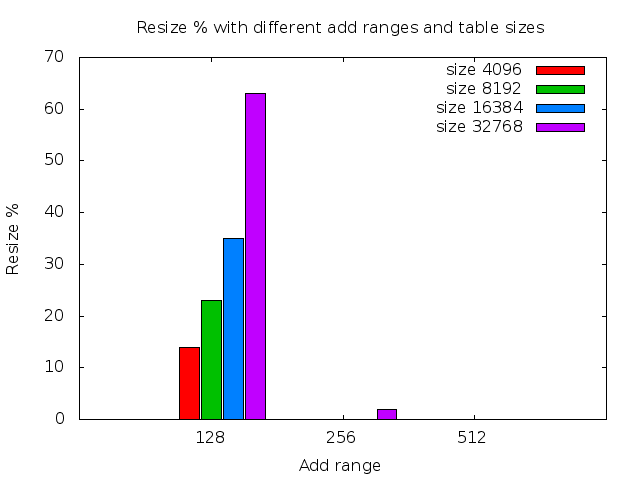 Resize % with different add ranges and table sizes
70
60
50
40
30
20
10
0
Resize %
size 4096
size 8192
size 16384
size 32768
128 256 512
Add range